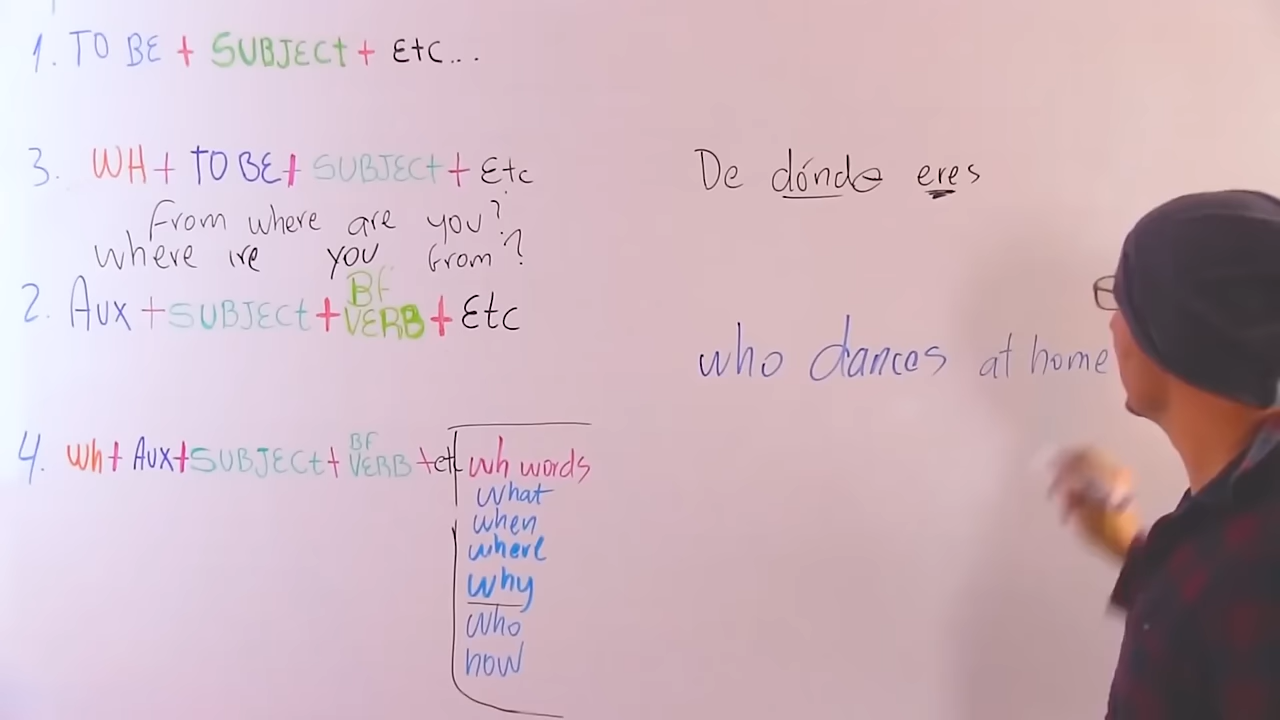 1. TO BE + SUBJECT + Etc...
3. WH + TO BE + SUBJECT + Etc
From where are you?
where are you from?
2. AUX + SUBJECT + BF VERB + Etc
4. Wh + AUX + SUBJECT + BF VERB + etc
wh words
what
when
where
why
who
how
De dónde eres
who dances at home